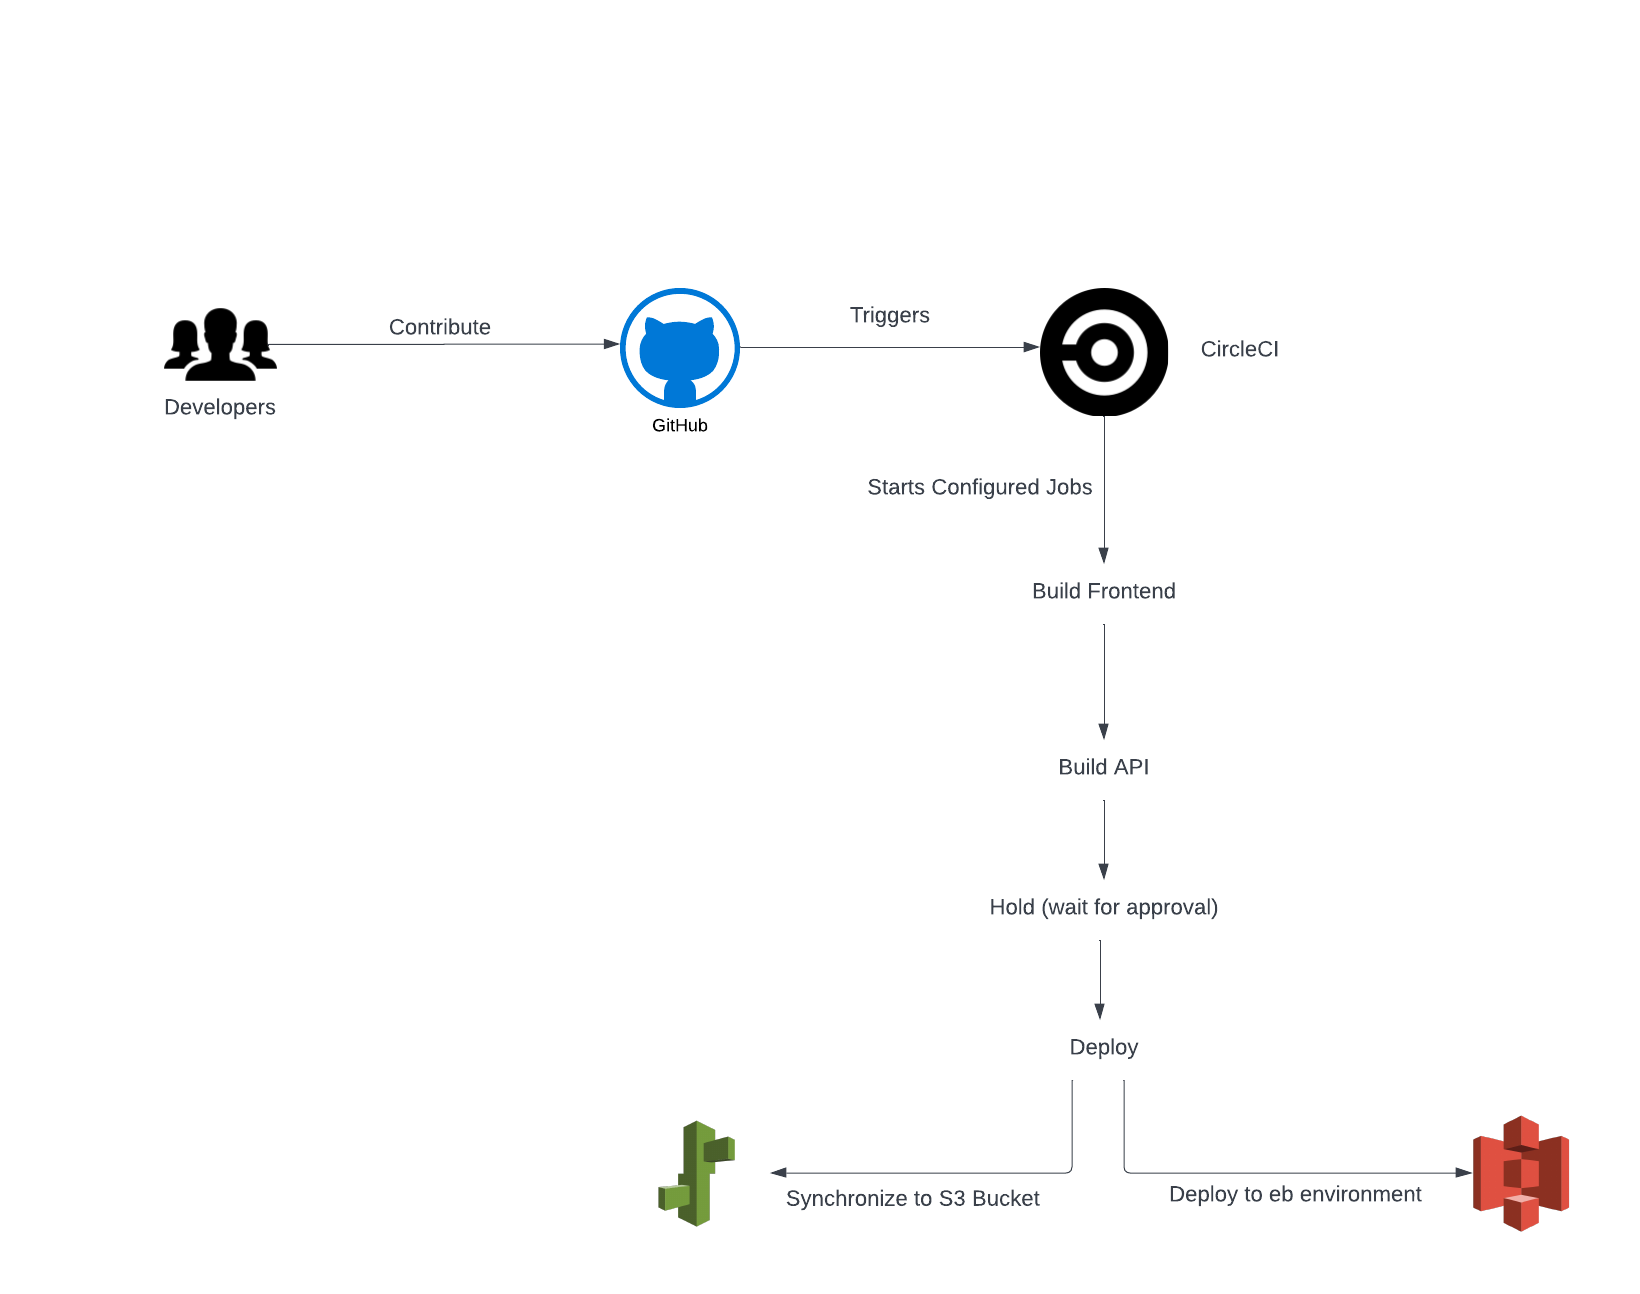 Contribute
Triggers
CircleCI
Developers
GitHub
Starts Configured Jobs
Build Frontend
Build API
Hold (wait for approval)
Deploy
Synchronize to S3 Bucket
Deploy to eb environment